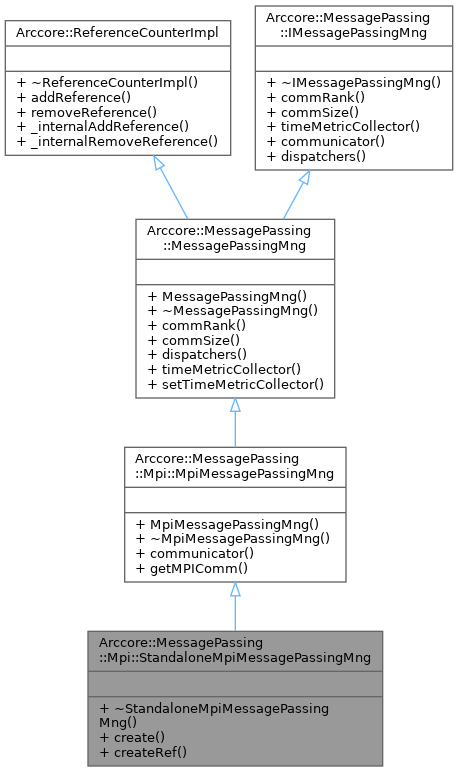 Arccore::ReferenceCounterImpl
+ ~ReferenceCounterImpl()
+ addReference()
+ removeReference()
+ _internalAddReference()
+ _internalRemoveReference()
Arccore::MessagePassing
::IMessagePassingMng
+ ~IMessagePassingMng()
+ commRank()
+ commSize()
+ timeMetricCollector()
+ communicator()
+ dispatchers()
Arccore::MessagePassing
::MessagePassingMng
+ MessagePassingMng()
+ ~MessagePassingMng()
+ commRank()
+ commSize()
+ dispatchers()
+ timeMetricCollector()
+ setTimeMetricCollector()
Arccore::MessagePassing
::Mpi::MpiMessagePassingMng
+ MpiMessagePassingMng()
+ ~MpiMessagePassingMng()
+ communicator()
+ getMPIComm()
Arccore::MessagePassing
::Mpi::StandaloneMpiMessagePassingMng
+ ~StandaloneMpiMessagePassing
Mng()
+ create()
+ createRef()